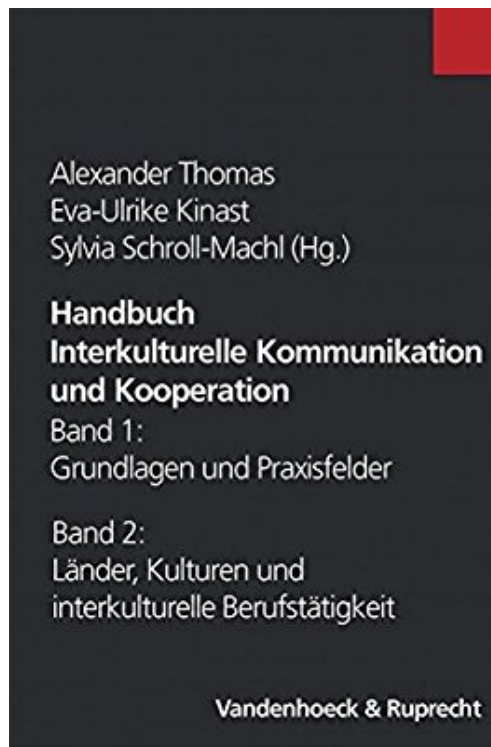 Alexander Thomas
Eva-Ulrike Kinast
Sylvia Schroll-Machl (Hg.)
Handbuch
Interkulturelle Kommunikation
und Kooperation
Band 1:
Grundlagen und Praxisfelder
Band 2:
Länder, Kulturen und
interkulturelle Berufstätigkeit
Vandenhoeck & Ruprecht